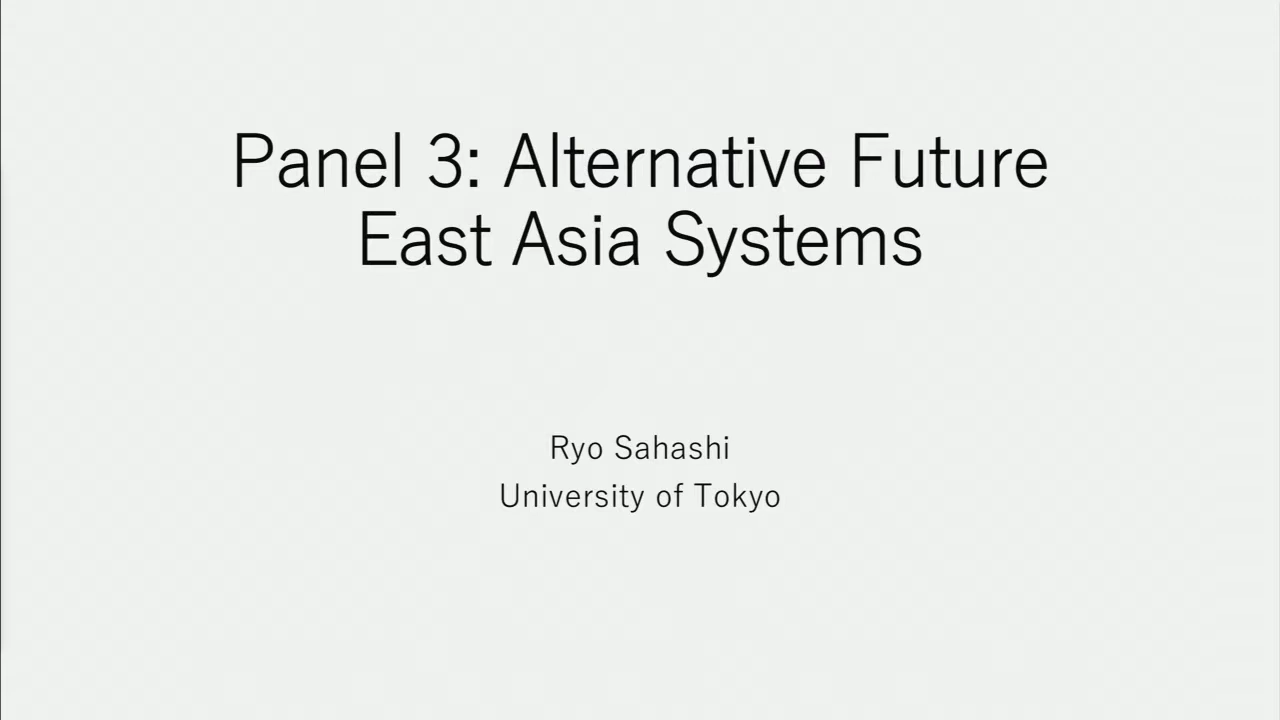 Panel 3: Alternative Future
East Asia Systems
Ryo Sahashi
University of Tokyo